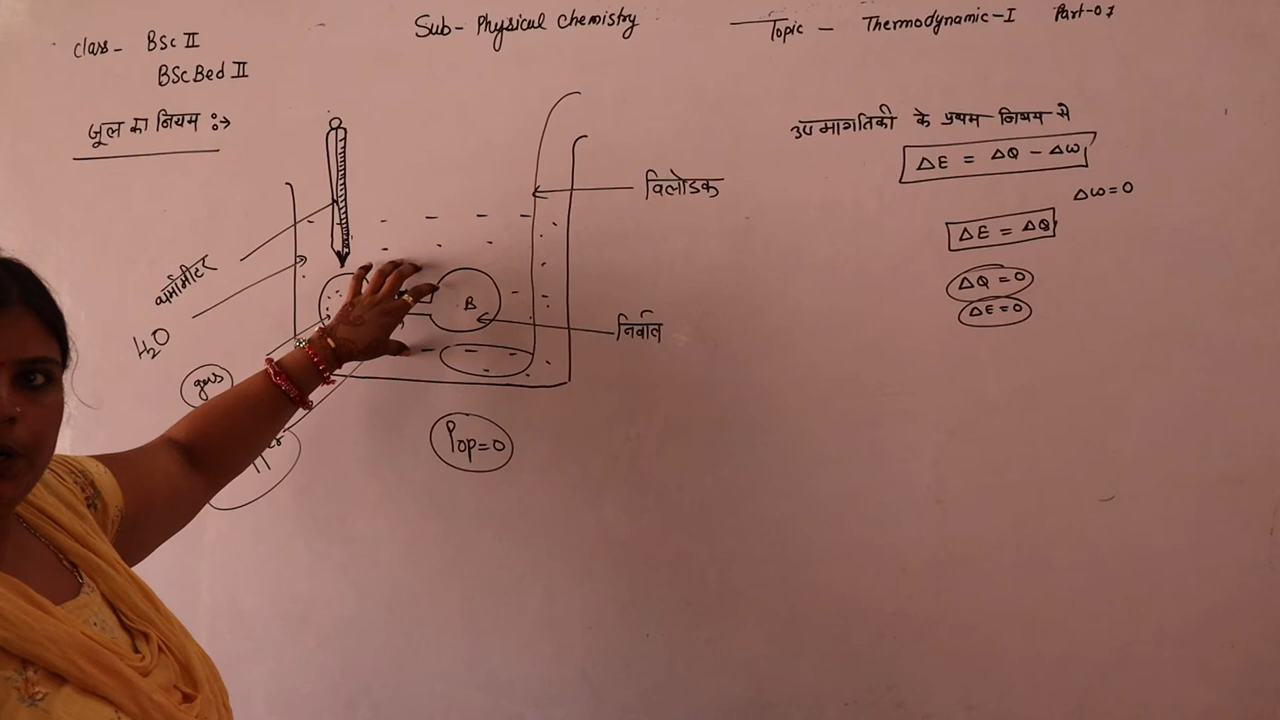 Class- BSc II
BSc Bed II
Sub- Physical Chemistry
Topic - Thermodynamic-I Part-07
जूल का नियम :→
थर्मामीटर
H2O
gas
विलोडक
निर्वात
B
Pop=0
उष्मागतिकी के प्रथम नियम से
ΔE = ΔQ - Δw
Δw=0
ΔE = ΔQ
ΔQ = 0
ΔE=0